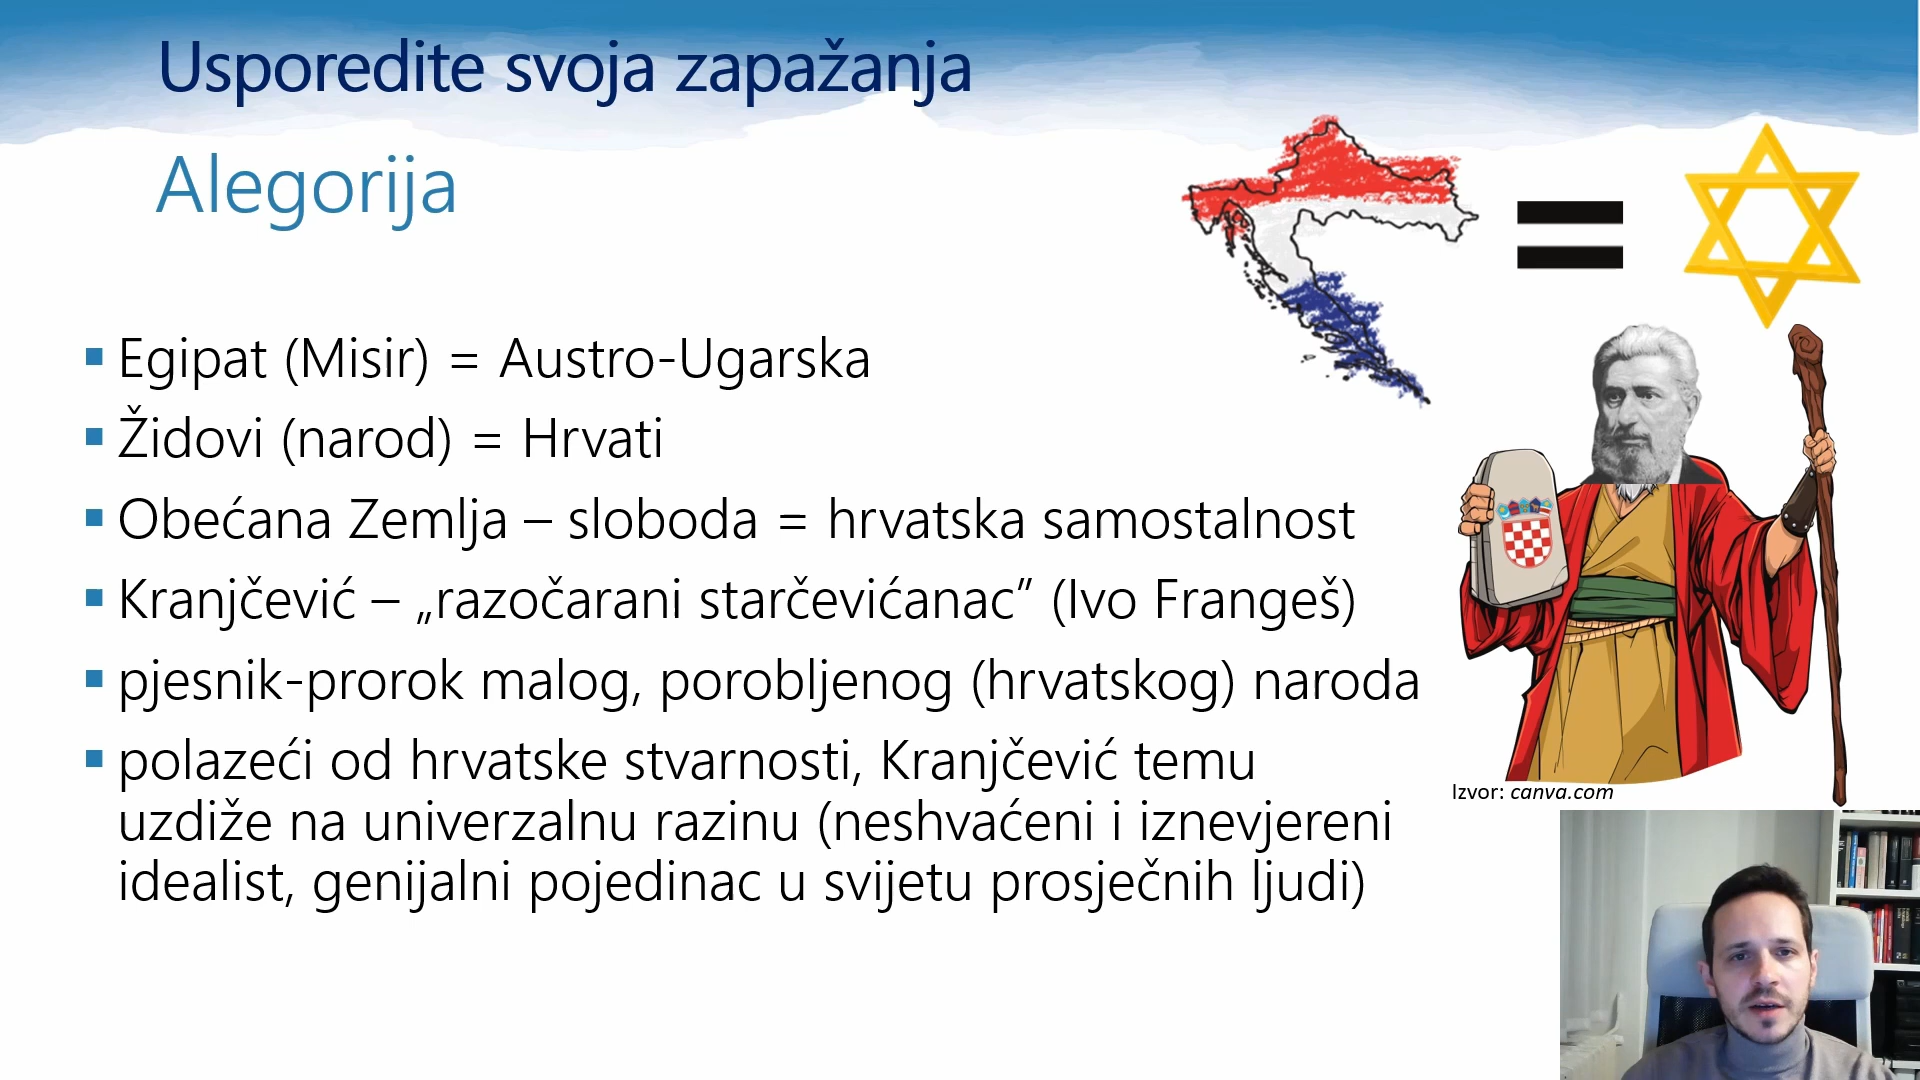 Usporedite svoja zapažanja
Alegorija
Egipat (Misir) = Austro-Ugarska
Židovi (narod) = Hrvati
Obećana Zemlja – sloboda = hrvatska samostalnost
Kranjčević – „razočarani starčevićanac” (Ivo Frangeš)
pjesnik-prorok malog, porobljenog (hrvatskog) naroda
polazeći od hrvatske stvarnosti, Kranjčević temu
uzdiže na univerzalnu razinu (neshvaćeni i iznevjereni
idealist, genijalni pojedinac u svijetu prosječnih ljudi)
Izvor: canva.com